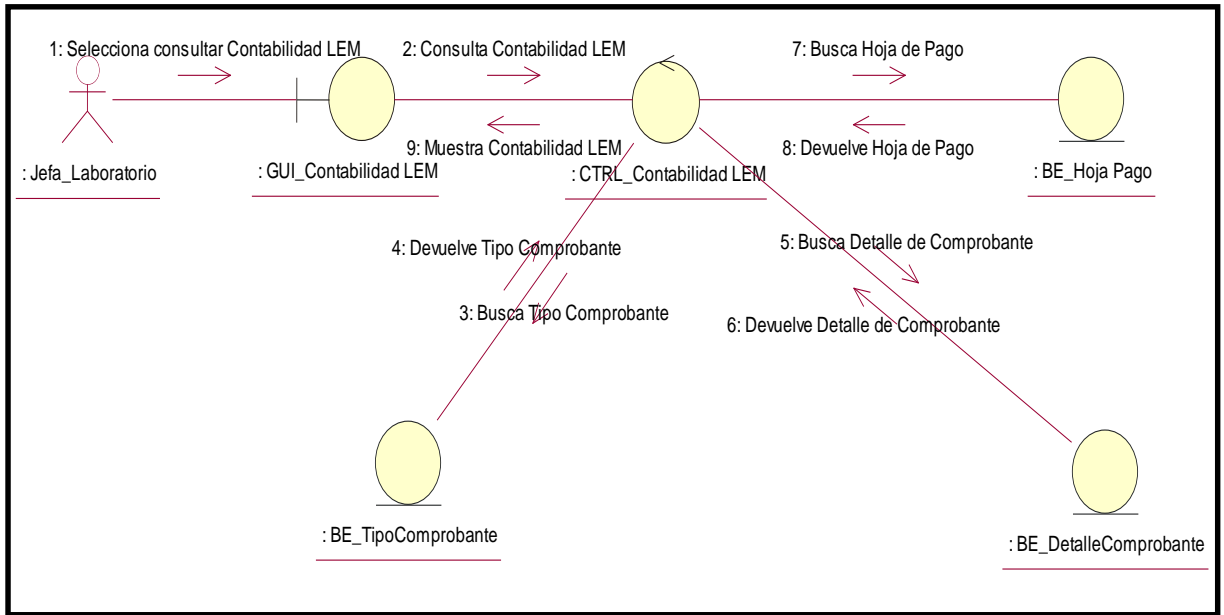 1: Selecciona consultar Contabilidad LEM
2: Consulta Contabilidad LEM
7: Busca Hoja de Pago
9: Muestra Contabilidad LEM
8: Devuelve Hoja de Pago
: Jefa_Laboratorio
: GUI_Contabilidad LEM
: CTRL_Contabilidad LEM
: BE_Hoja Pago
4: Devuelve Tipo Comprobante
5: Busca Detalle de Comprobante
3: Busca Tipo Comprobante
6: Devuelve Detalle de Comprobante
: BE_TipoComprobante
: BE_DetalleComprobante